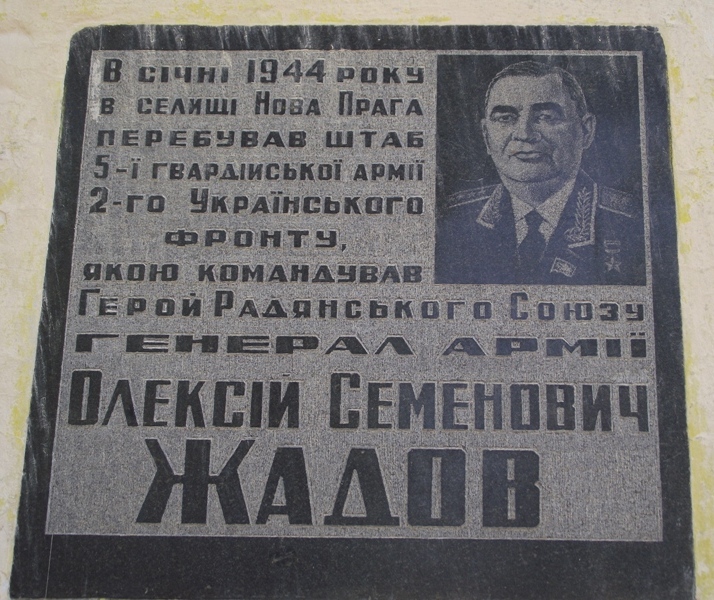 В січні 1944 року
в селищі Нова Прага
перебував штаб
5-ї гвардійської армії
2-го Українського
фронту,
якою командував
Герой Радянського Союзу
генерал армії
Олексій Семенович
Жадов